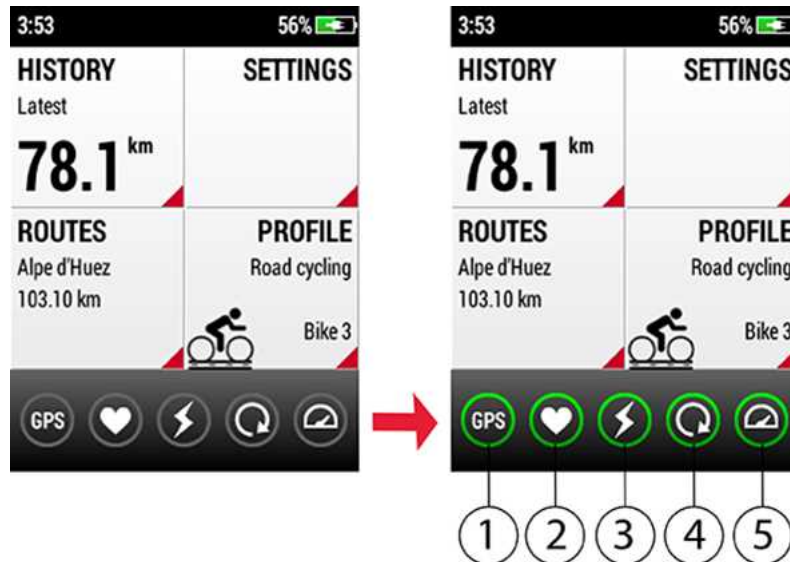 3:53 56%
HISTORY SETTINGS
Latest
78.1 km
ROUTES PROFILE
Alpe d'Huez Road cycling
103.10 km
Bike 3
GPS
3:53 56%
HISTORY SETTINGS
Latest
78.1 km
ROUTES PROFILE
Alpe d'Huez Road cycling
103.10 km
Bike 3
GPS
1 2 3 4 5